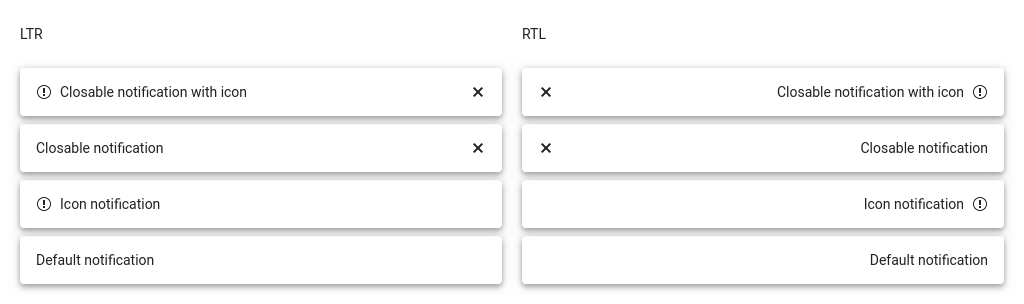 LTR
Closable notification with icon
Closable notification
Icon notification
Default notification
RTL
Closable notification with icon
Closable notification
Icon notification
Default notification